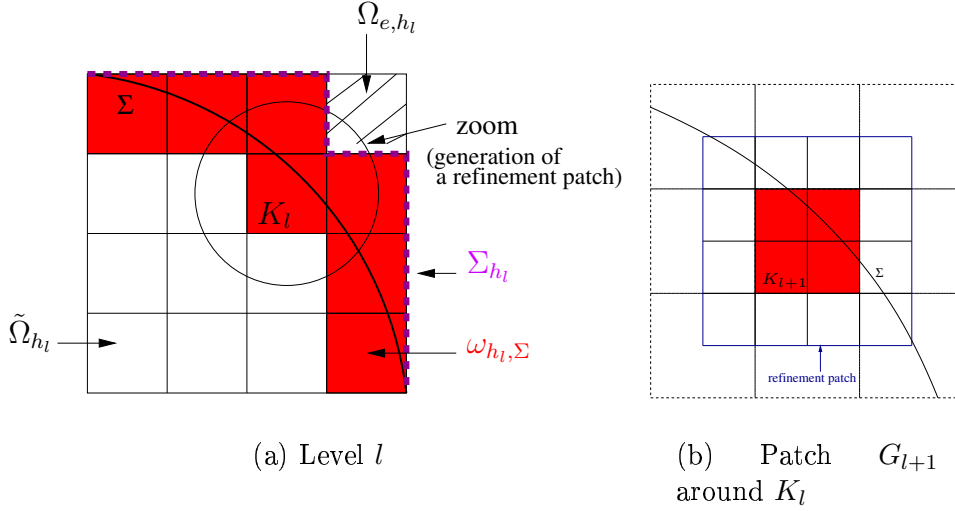 Ω_{e,h_l}
Σ
zoom
(generation of
a refinement patch)
K_l
Σ_{h_l}
Ω̃_{h_l}
ω_{h_l,Σ}
(a) Level l
K_{l+1}
Σ
refinement patch
(b) Patch G_{l+1}
around K_l